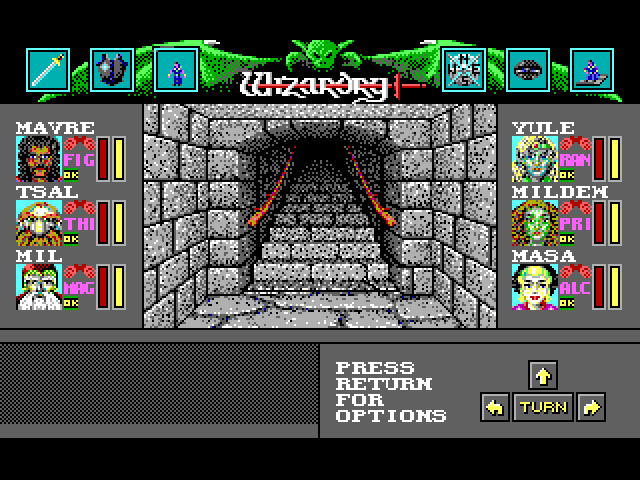 Wizardry
MAVRE
FIG
OK
TSAL
THI
OK
MIL
MAG
OK
YULE
RAN
OK
MILDEW
PRI
OK
MASA
ALC
OK
PRESS
RETURN
FOR
OPTIONS
TURN